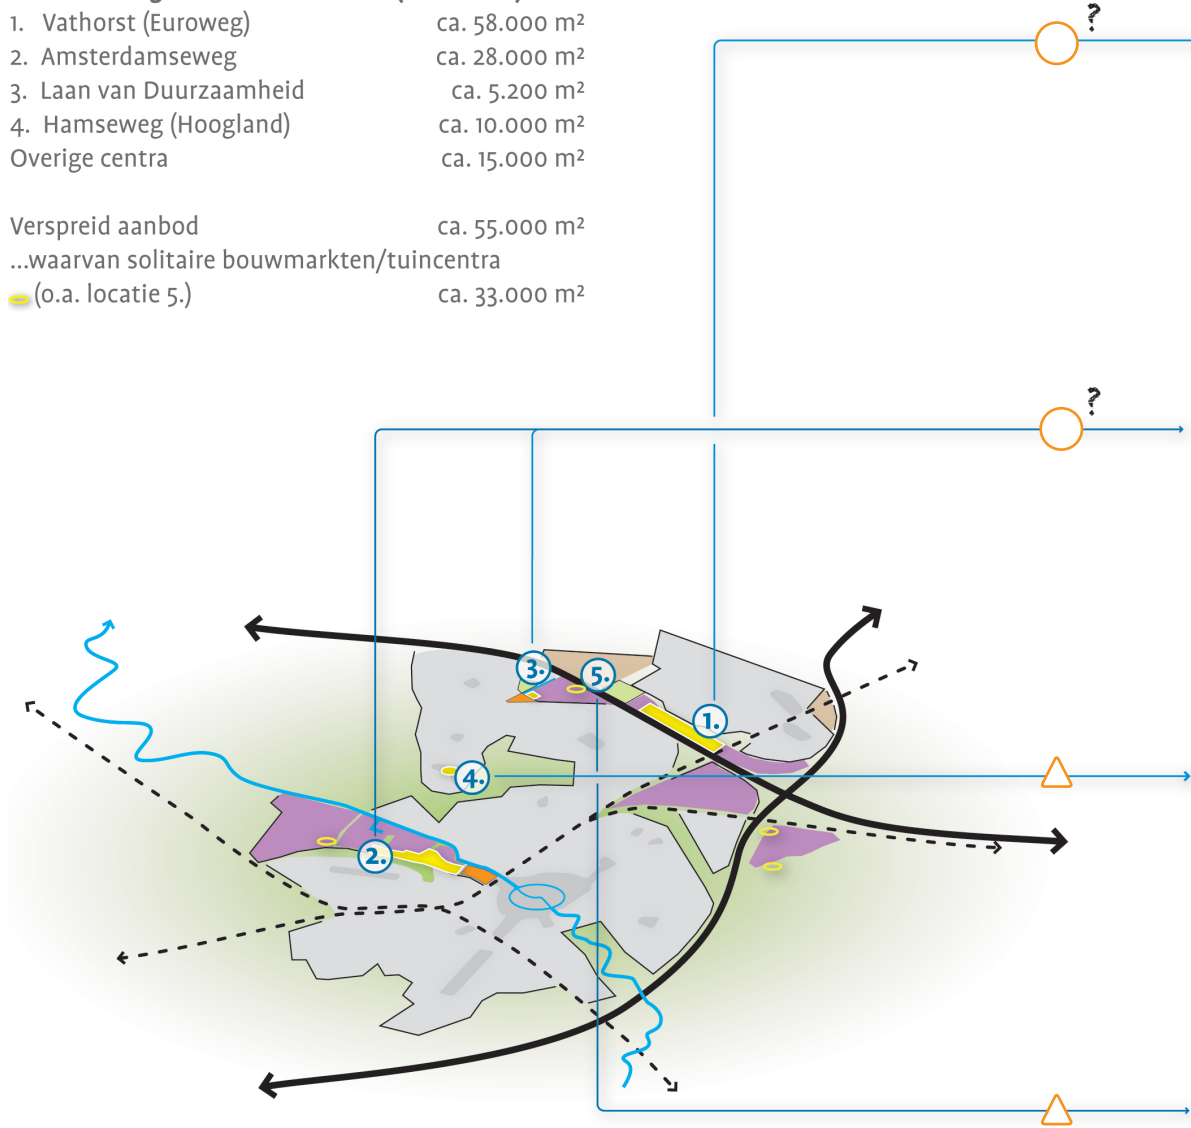 1. Vathorst (Euroweg) ca. 58.000 m²
2. Amsterdamseweg ca. 28.000 m²
3. Laan van Duurzaamheid ca. 5.200 m²
4. Hamseweg (Hoogland) ca. 10.000 m²
Overige centra ca. 15.000 m²
Verspreid aanbod ca. 55.000 m²
...waarvan solitaire bouwmarkten/tuincentra
(o.a. locatie 5.) ca. 33.000 m²
?
?
3.
5.
1.
4.
2.